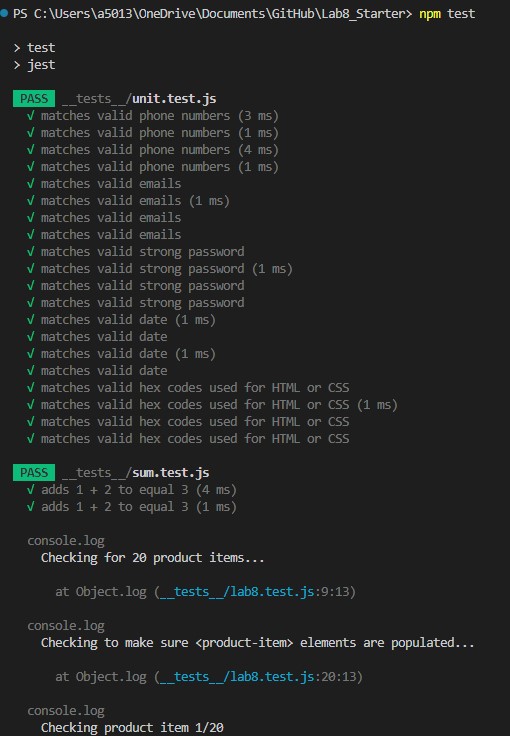 PS C:\Users\a5013\OneDrive\Documents\GitHub\Lab8_Starter> npm test
> test
> jest
PASS __tests__/unit.test.js
√ matches valid phone numbers (3 ms)
√ matches valid phone numbers (1 ms)
√ matches valid phone numbers (4 ms)
√ matches valid phone numbers (1 ms)
√ matches valid emails
√ matches valid emails (1 ms)
√ matches valid emails
√ matches valid emails
√ matches valid strong password
√ matches valid strong password (1 ms)
√ matches valid strong password
√ matches valid strong password
√ matches valid date (1 ms)
√ matches valid date
√ matches valid date (1 ms)
√ matches valid date
√ matches valid hex codes used for HTML or CSS
√ matches valid hex codes used for HTML or CSS (1 ms)
√ matches valid hex codes used for HTML or CSS
√ matches valid hex codes used for HTML or CSS
PASS __tests__/sum.test.js
√ adds 1 + 2 to equal 3 (4 ms)
√ adds 1 + 2 to equal 3 (1 ms)
console.log
Checking for 20 product items...
at Object.log (__tests__/lab8.test.js:9:13)
console.log
Checking to make sure <product-item> elements are populated...
at Object.log (__tests__/lab8.test.js:20:13)
console.log
Checking product item 1/20